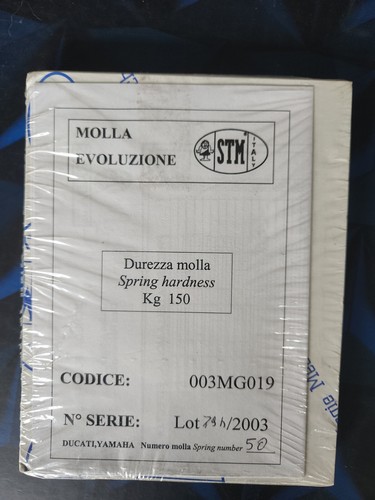 MOLLA
EVOLUZIONE
STM
ITALY
Durezza molla
Spring hardness
Kg 150
CODICE: 003MG019
N° SERIE: Lot /2003
DUCATI,YAMAHA Numero molla Spring number 50